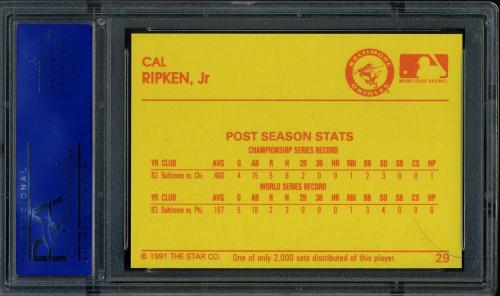 CAL
RIPKEN, Jr
BALTIMORE
ORIOLES
MAJOR LEAGUE BASEBALL
POST SEASON STATS
CHAMPIONSHIP SERIES RECORD
YR CLUB AVG G AB R H 2B 3B HR RBI BB SO SB CS HP
83 Baltimore vs. Chi. .400 4 15 5 6 2 0 0 1 2 3 0 0 1
WORLD SERIES RECORD
YR CLUB AVG G AB R H 2B 3B HR RBI BB SO SB CS HP
83 Baltimore vs. Phi. .167 5 18 2 3 0 0 0 1 3 4 0 0 0
© 1991 THE STAR CO. One of only 2,000 sets distributed of this player. 29